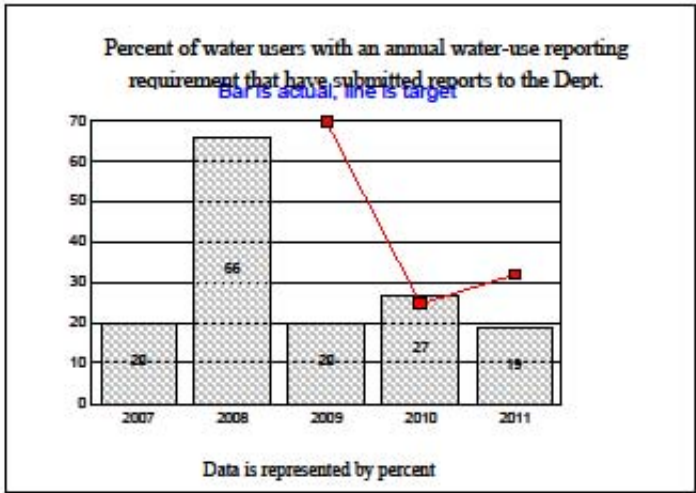 Percent of water users with an annual water-use reporting
requirement that have submitted reports to the Dept.
Bar is actual, line is target
70
60
50
40
30
20
10
0
20
66
20
27
19
2007 2008 2009 2010 2011
Data is represented by percent